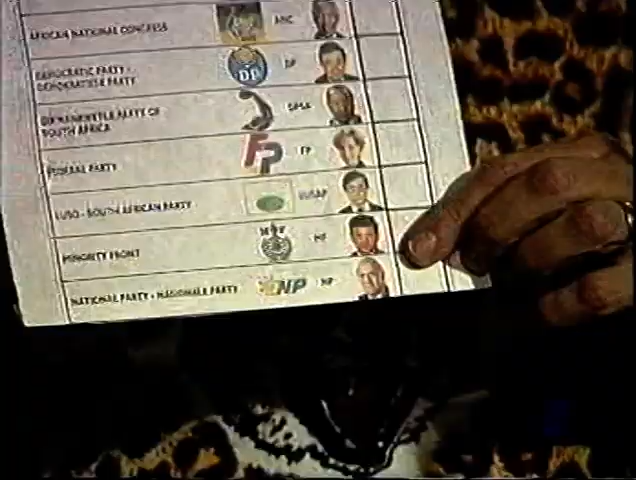 AFRICAN NATIONAL CONGRESS ANC
DEMOCRATIC PARTY -
DEMOKRATIESE PARTY
DP DP
DIKWANKWETLA PARTY OF
SOUTH AFRICA
DPSA
FEDERAL PARTY FP FP
LUSO - SOUTH AFRICAN PARTY LUSAP
MINORITY FRONT MF MF
NATIONAL PARTY - NASIONALE PARTY NP NP